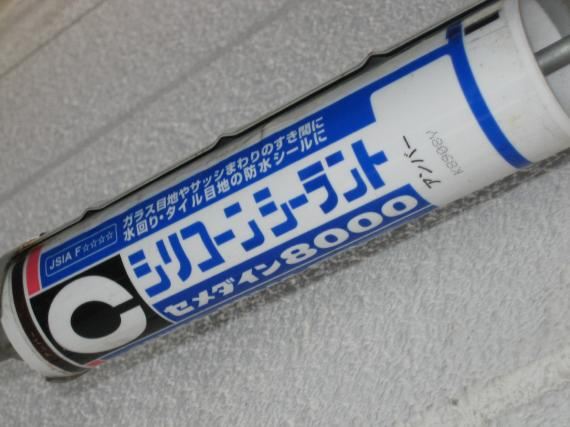 ガラス目地やサッシまわりのすき間に
水回り・タイル目地の防水シールに
JSIA F☆☆☆☆
シリコーンシーラント
セメダイン8000
C
アンバー